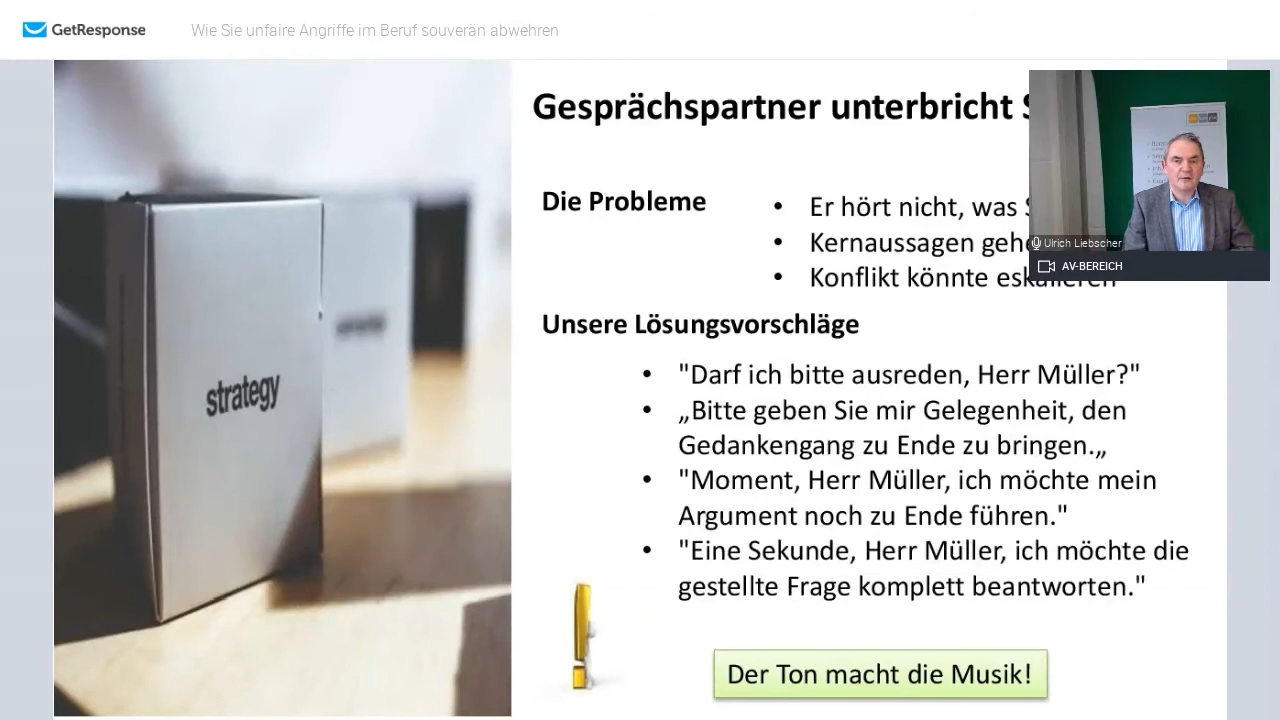 GetResponse
Wie Sie unfaire Angriffe im Beruf souverän abwehren
Gesprächspartner unterbricht
Die Probleme
• Er hört nicht, was
• Kernaussagen
• Konflikt könnte eskalieren
Ulrich Liebscher
AV-BEREICH
Unsere Lösungsvorschläge
• "Darf ich bitte ausreden, Herr Müller?"
• „Bitte geben Sie mir Gelegenheit, den
Gedankengang zu Ende zu bringen.„
• "Moment, Herr Müller, ich möchte mein
Argument noch zu Ende führen."
• "Eine Sekunde, Herr Müller, ich möchte die
gestellte Frage komplett beantworten."
strategy
Der Ton macht die Musik!